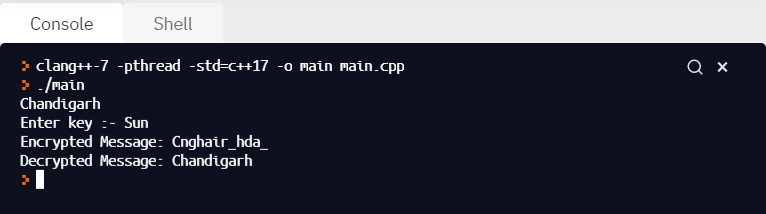 Console Shell
> clang++-7 -pthread -std=c++17 -o main main.cpp
> ./main
Chandigarh
Enter key :- Sun
Encrypted Message: Cnghair_hda_
Decrypted Message: Chandigarh
>